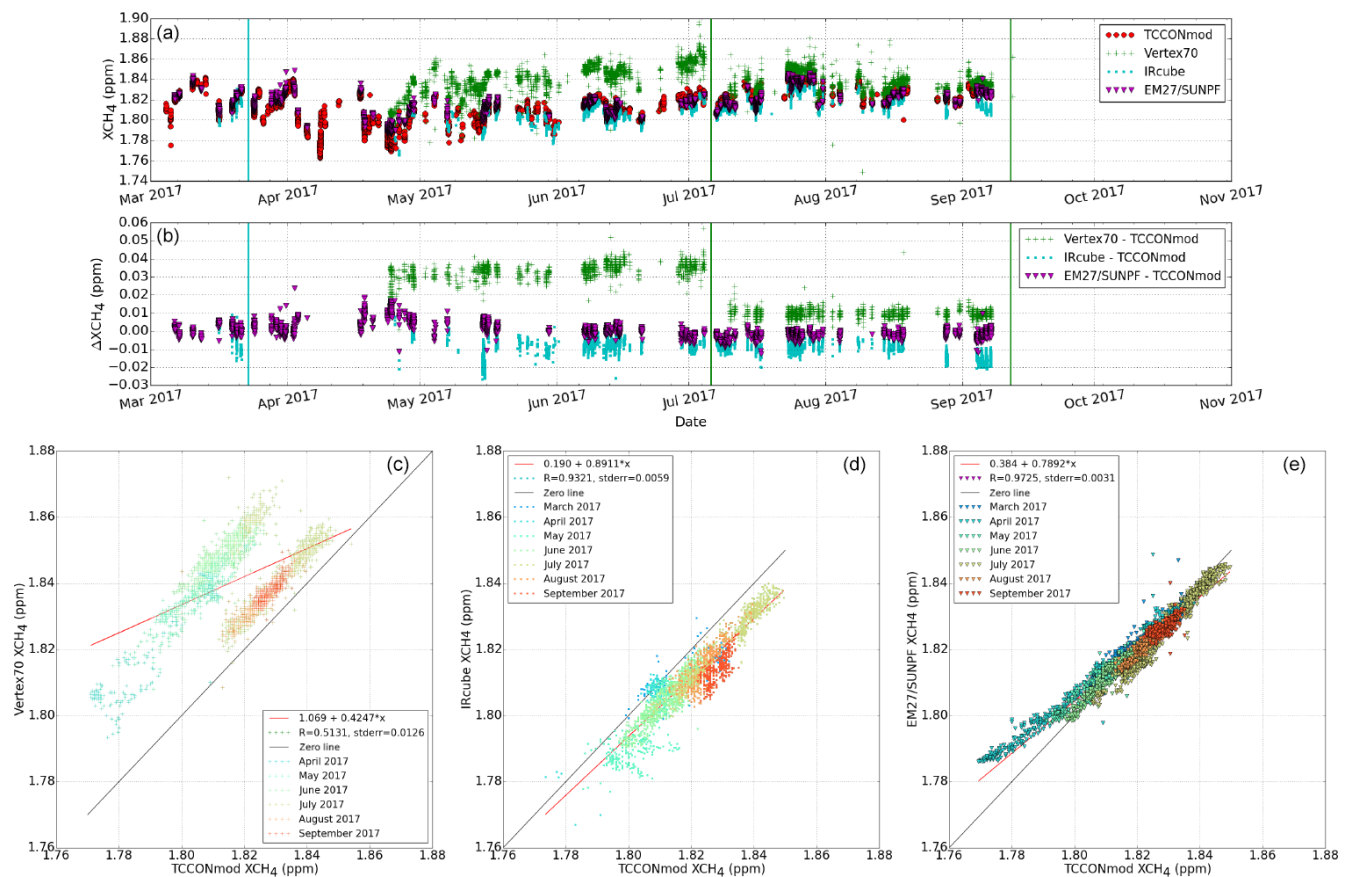 (a)
XCH4 (ppm)
1.90
1.88
1.86
1.84
1.82
1.80
1.78
1.76
1.74
TCCONmod
Vertex70
IRcube
EM27/SUNPF
Mar 2017
Apr 2017
May 2017
Jun 2017
Jul 2017
Aug 2017
Sep 2017
Oct 2017
Nov 2017
(b)
ΔXCH4 (ppm)
0.06
0.05
0.04
0.03
0.02
0.01
0.00
−0.01
−0.02
−0.03
Vertex70 - TCCONmod
IRcube - TCCONmod
EM27/SUNPF - TCCONmod
Mar 2017
Apr 2017
May 2017
Jun 2017
Jul 2017
Aug 2017
Sep 2017
Oct 2017
Nov 2017
Date
(c)
Vertex70 XCH4 (ppm)
1.88
1.86
1.84
1.82
1.80
1.78
1.76
1.069 + 0.4247*x
R=0.5131, stderr=0.0126
Zero line
April 2017
May 2017
June 2017
July 2017
August 2017
September 2017
1.76 1.78 1.80 1.82 1.84 1.86 1.88
TCCONmod XCH4 (ppm)
(d)
IRcube XCH4 (ppm)
1.88
1.86
1.84
1.82
1.80
1.78
1.76
0.190 + 0.8911*x
R=0.9321, stderr=0.0059
Zero line
March 2017
April 2017
May 2017
June 2017
July 2017
August 2017
September 2017
1.76 1.78 1.80 1.82 1.84 1.86 1.88
TCCONmod XCH4 (ppm)
(e)
EM27/SUNPF XCH4 (ppm)
1.88
1.86
1.84
1.82
1.80
1.78
1.76
0.384 + 0.7892*x
R=0.9725, stderr=0.0031
Zero line
March 2017
April 2017
May 2017
June 2017
July 2017
August 2017
September 2017
1.76 1.78 1.80 1.82 1.84 1.86 1.88
TCCONmod XCH4 (ppm)